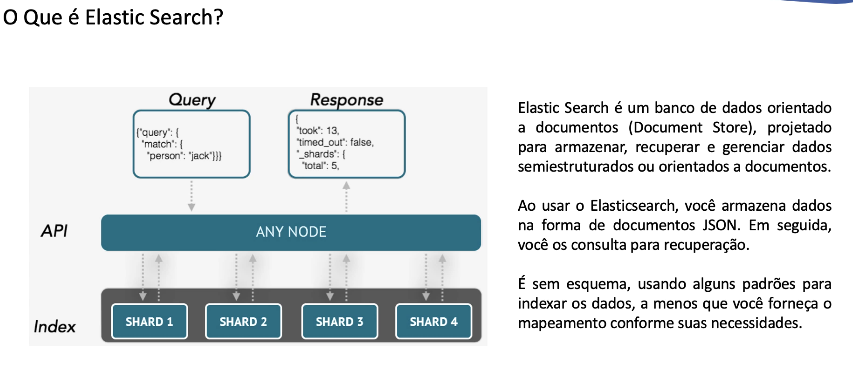 O Que é Elastic Search?
Query
Response
{"query": {
"match": {
"person": "jack"}}}
{
"took": 13,
"timed_out": false,
"_shards": {
"total": 5,
API
ANY NODE
Index
SHARD 1
SHARD 2
SHARD 3
SHARD 4
Elastic Search é um banco de dados orientado
a documentos (Document Store), projetado
para armazenar, recuperar e gerenciar dados
semiestruturados ou orientados a documentos.
Ao usar o Elasticsearch, você armazena dados
na forma de documentos JSON. Em seguida,
você os consulta para recuperação.
É sem esquema, usando alguns padrões para
indexar os dados, a menos que você forneça o
mapeamento conforme suas necessidades.